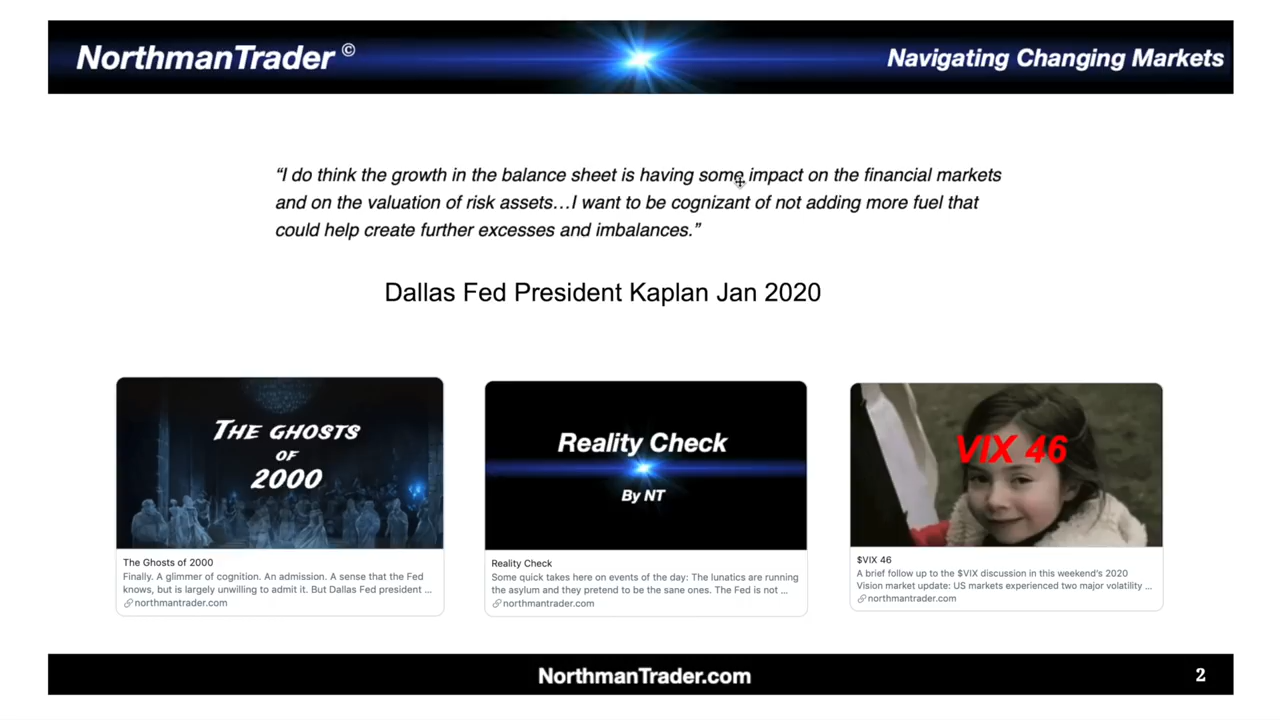 NorthmanTrader ©
Navigating Changing Markets
“I do think the growth in the balance sheet is having some impact on the financial markets
and on the valuation of risk assets…I want to be cognizant of not adding more fuel that
could help create further excesses and imbalances.”
Dallas Fed President Kaplan Jan 2020
THE GHOSTS
OF
2000
The Ghosts of 2000
Finally. A glimmer of cognition. An admission. A sense that the Fed
knows, but is largely unwilling to admit it. But Dallas Fed president ...
northmantrader.com
Reality Check
By NT
Reality Check
Some quick takes here on events of the day: The lunatics are running
the asylum and they pretend to be the sane ones. The Fed is not ...
northmantrader.com
VIX 46
$VIX 46
A brief follow up to the $VIX discussion in this weekend's 2020
Vision market update: US markets experienced two major volatility ...
northmantrader.com
NorthmanTrader.com
2